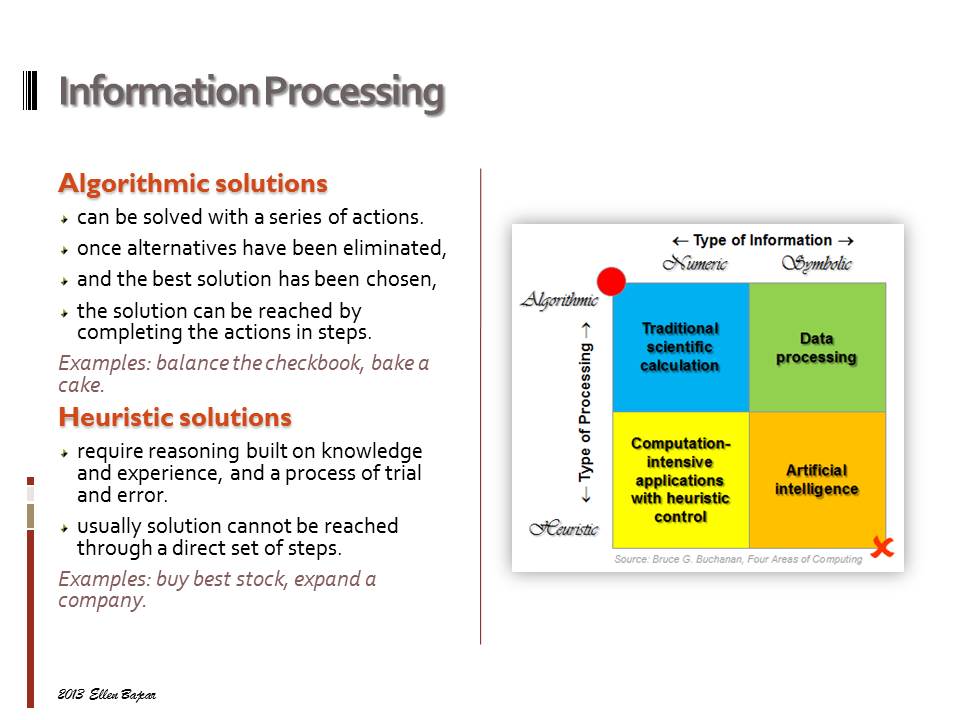 Information Processing
Algorithmic solutions
can be solved with a series of actions.
once alternatives have been eliminated,
and the best solution has been chosen,
the solution can be reached by
completing the actions in steps.
Examples: balance the checkbook, bake a
cake.
Heuristic solutions
require reasoning built on knowledge
and experience, and a process of trial
and error.
usually solution cannot be reached
through a direct set of steps.
Examples: buy best stock, expand a
company.
← Type of Information →
Numeric
Symbolic
Algorithmic
← Type of Processing →
Heuristic
Traditional
scientific
calculation
Data
processing
Computation-
intensive
applications
with heuristic
control
Artificial
intelligence
Source: Bruce G. Buchanan, Four Areas of Computing
2013 Ellen Bajcar